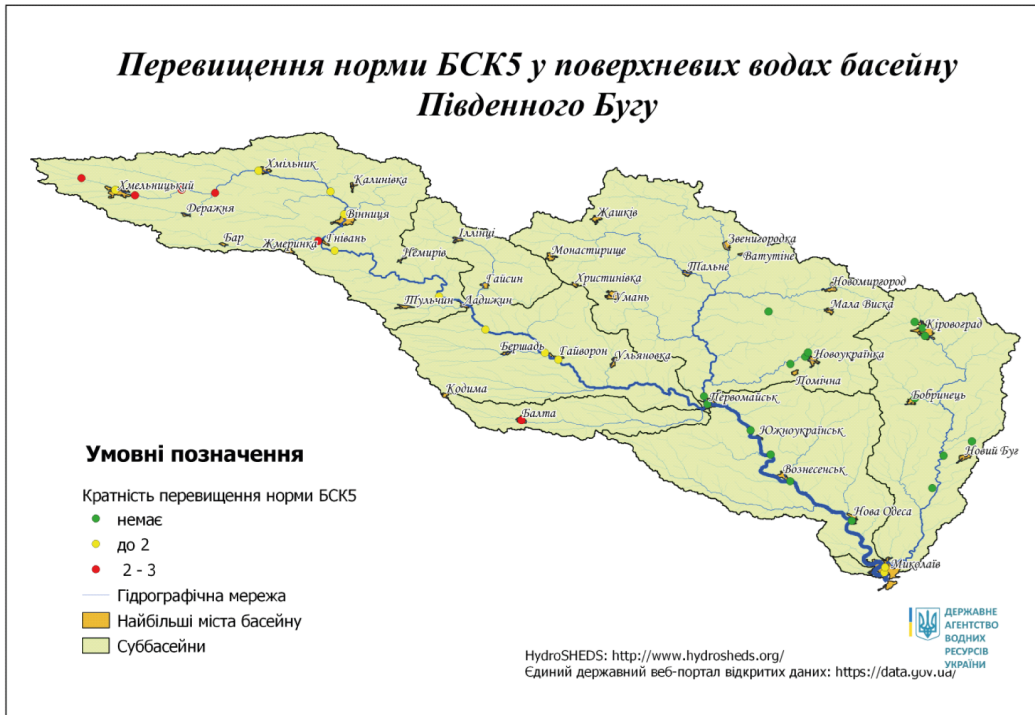 Перевищення норми БСК5 у поверхневих водах басейну
Південного Бугу
Хмільник
Хмельницький
Калинівка
Деражня
Вінниця
Бар
Жмеринка
Гнівань
Немирів
Іллінці
Жашків
Звенигородка
Монастирище
Ватутіне
Тальне
Гайсин
Христинівка
Умань
Новомиргород
Мала Виска
Тульчин
Ладижин
Кіровоград
Бершадь
Гайворон
Ульяновка
Новоукраїнка
Помічна
Кодима
Первомайськ
Бобринець
Балта
Южноукраїнськ
Вознесенськ
Новий Буг
Нова Одеса
Миколаїв
Умовні позначення
Кратність перевищення норми БСК5
немає
до 2
2 - 3
Гідрографічна мережа
Найбільші міста басейну
Суббасейни
ДЕРЖАВНЕ
АГЕНТСТВО
ВОДНИХ
РЕСУРСІВ
УКРАЇНИ
HydroSHEDS: http://www.hydrosheds.org/
Єдиний державний веб-портал відкритих даних: https://data.gov.ua/